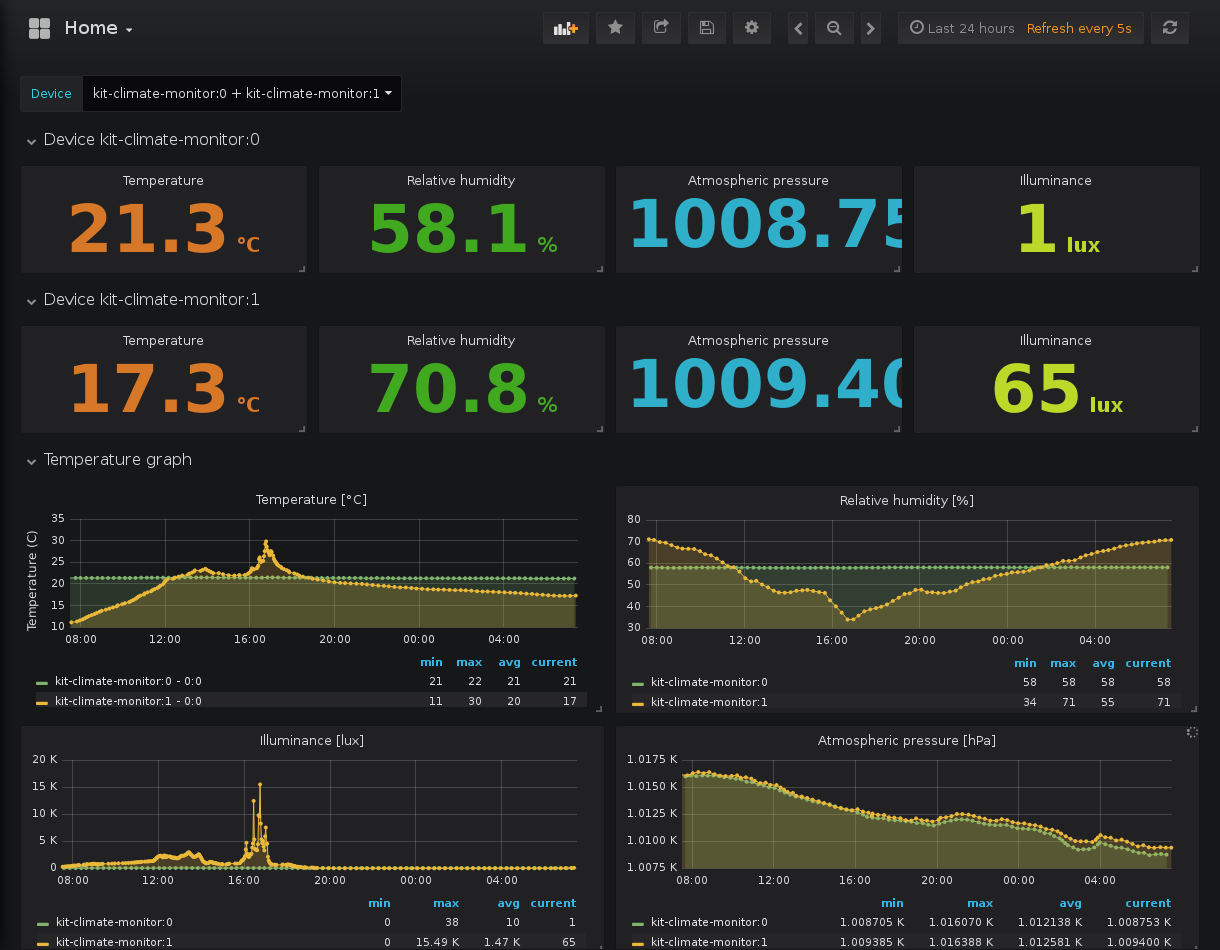 Home
Last 24 hours Refresh every 5s
Device kit-climate-monitor:0 + kit-climate-monitor:1
Device kit-climate-monitor:0
Temperature Relative humidity Atmospheric pressure Illuminance
21.3 °C 58.1 % 1008.75 1 lux
Device kit-climate-monitor:1
Temperature Relative humidity Atmospheric pressure Illuminance
17.3 °C 70.8 % 1009.40 65 lux
Temperature graph
Temperature [°C]
Temperature (C)
35
30
25
20
15
10
08:00 12:00 16:00 20:00 00:00 04:00
min max avg current
kit-climate-monitor:0 - 0:0 21 22 21 21
kit-climate-monitor:1 - 0:0 11 30 20 17
Relative humidity [%]
80
70
60
50
40
30
08:00 12:00 16:00 20:00 00:00 04:00
min max avg current
kit-climate-monitor:0 58 58 58 58
kit-climate-monitor:1 34 71 55 71
Illuminance [lux]
20 K
15 K
10 K
5 K
0
08:00 12:00 16:00 20:00 00:00 04:00
min max avg current
kit-climate-monitor:0 0 38 10 1
kit-climate-monitor:1 0 15.49 K 1.47 K 65
Atmospheric pressure [hPa]
1.0175 K
1.0150 K
1.0125 K
1.0100 K
1.0075 K
08:00 12:00 16:00 20:00 00:00 04:00
min max avg current
kit-climate-monitor:0 1.008705 K 1.016070 K 1.012138 K 1.008753 K
kit-climate-monitor:1 1.009385 K 1.016388 K 1.012581 K 1.009400 K